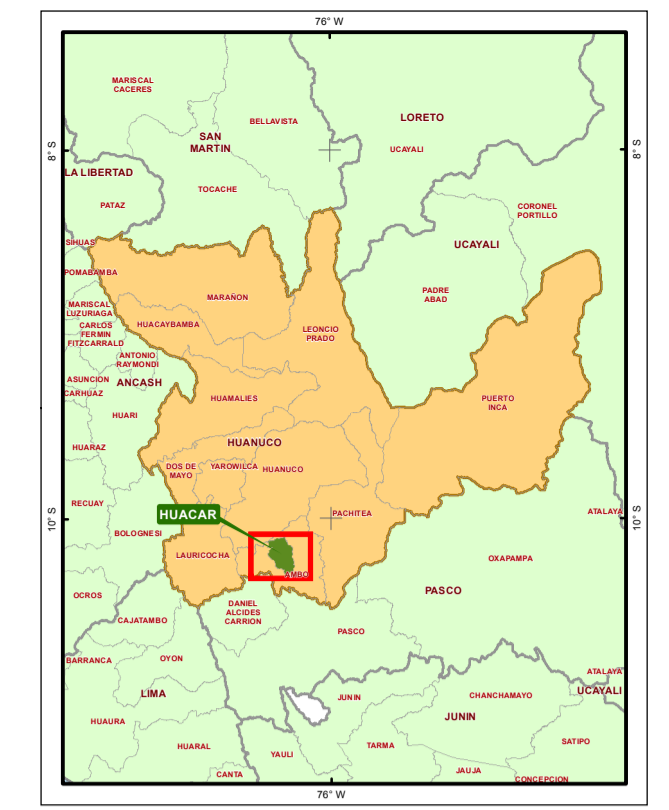 76° W
MARISCAL
CACERES
BELLAVISTA
LORETO
SAN
MARTIN
UCAYALI
8° S
8° S
LA LIBERTAD
TOCACHE
PATAZ
CORONEL
PORTILLO
SIHUAS
UCAYALI
POMABAMBA
PADRE
ABAD
MARAÑON
MARISCAL
LUZURIAGA
CARLOS
FERMIN
FITZCARRALD
HUACAYBAMBA
LEONCIO
PRADO
ANTONIO
RAYMONDI
ASUNCION
ANCASH
CARHUAZ
HUAMALIES
PUERTO
INCA
HUARI
HUANUCO
HUARAZ
DOS DE
MAYO
YAROWILCA
HUANUCO
RECUAY
HUACAR
PACHITEA
ATALAYA
10° S
10° S
BOLOGNESI
LAURICOCHA
AMBO
OXAPAMPA
OCROS
DANIEL
ALCIDES
CARRION
PASCO
CAJATAMBO
PASCO
BARRANCA
OYON
ATALAYA
LIMA
JUNIN
CHANCHAMAYO
UCAYALI
HUAURA
JUNIN
HUARAL
YAULI
TARMA
SATIPO
CANTA
JAUJA
CONCEPCION
76° W